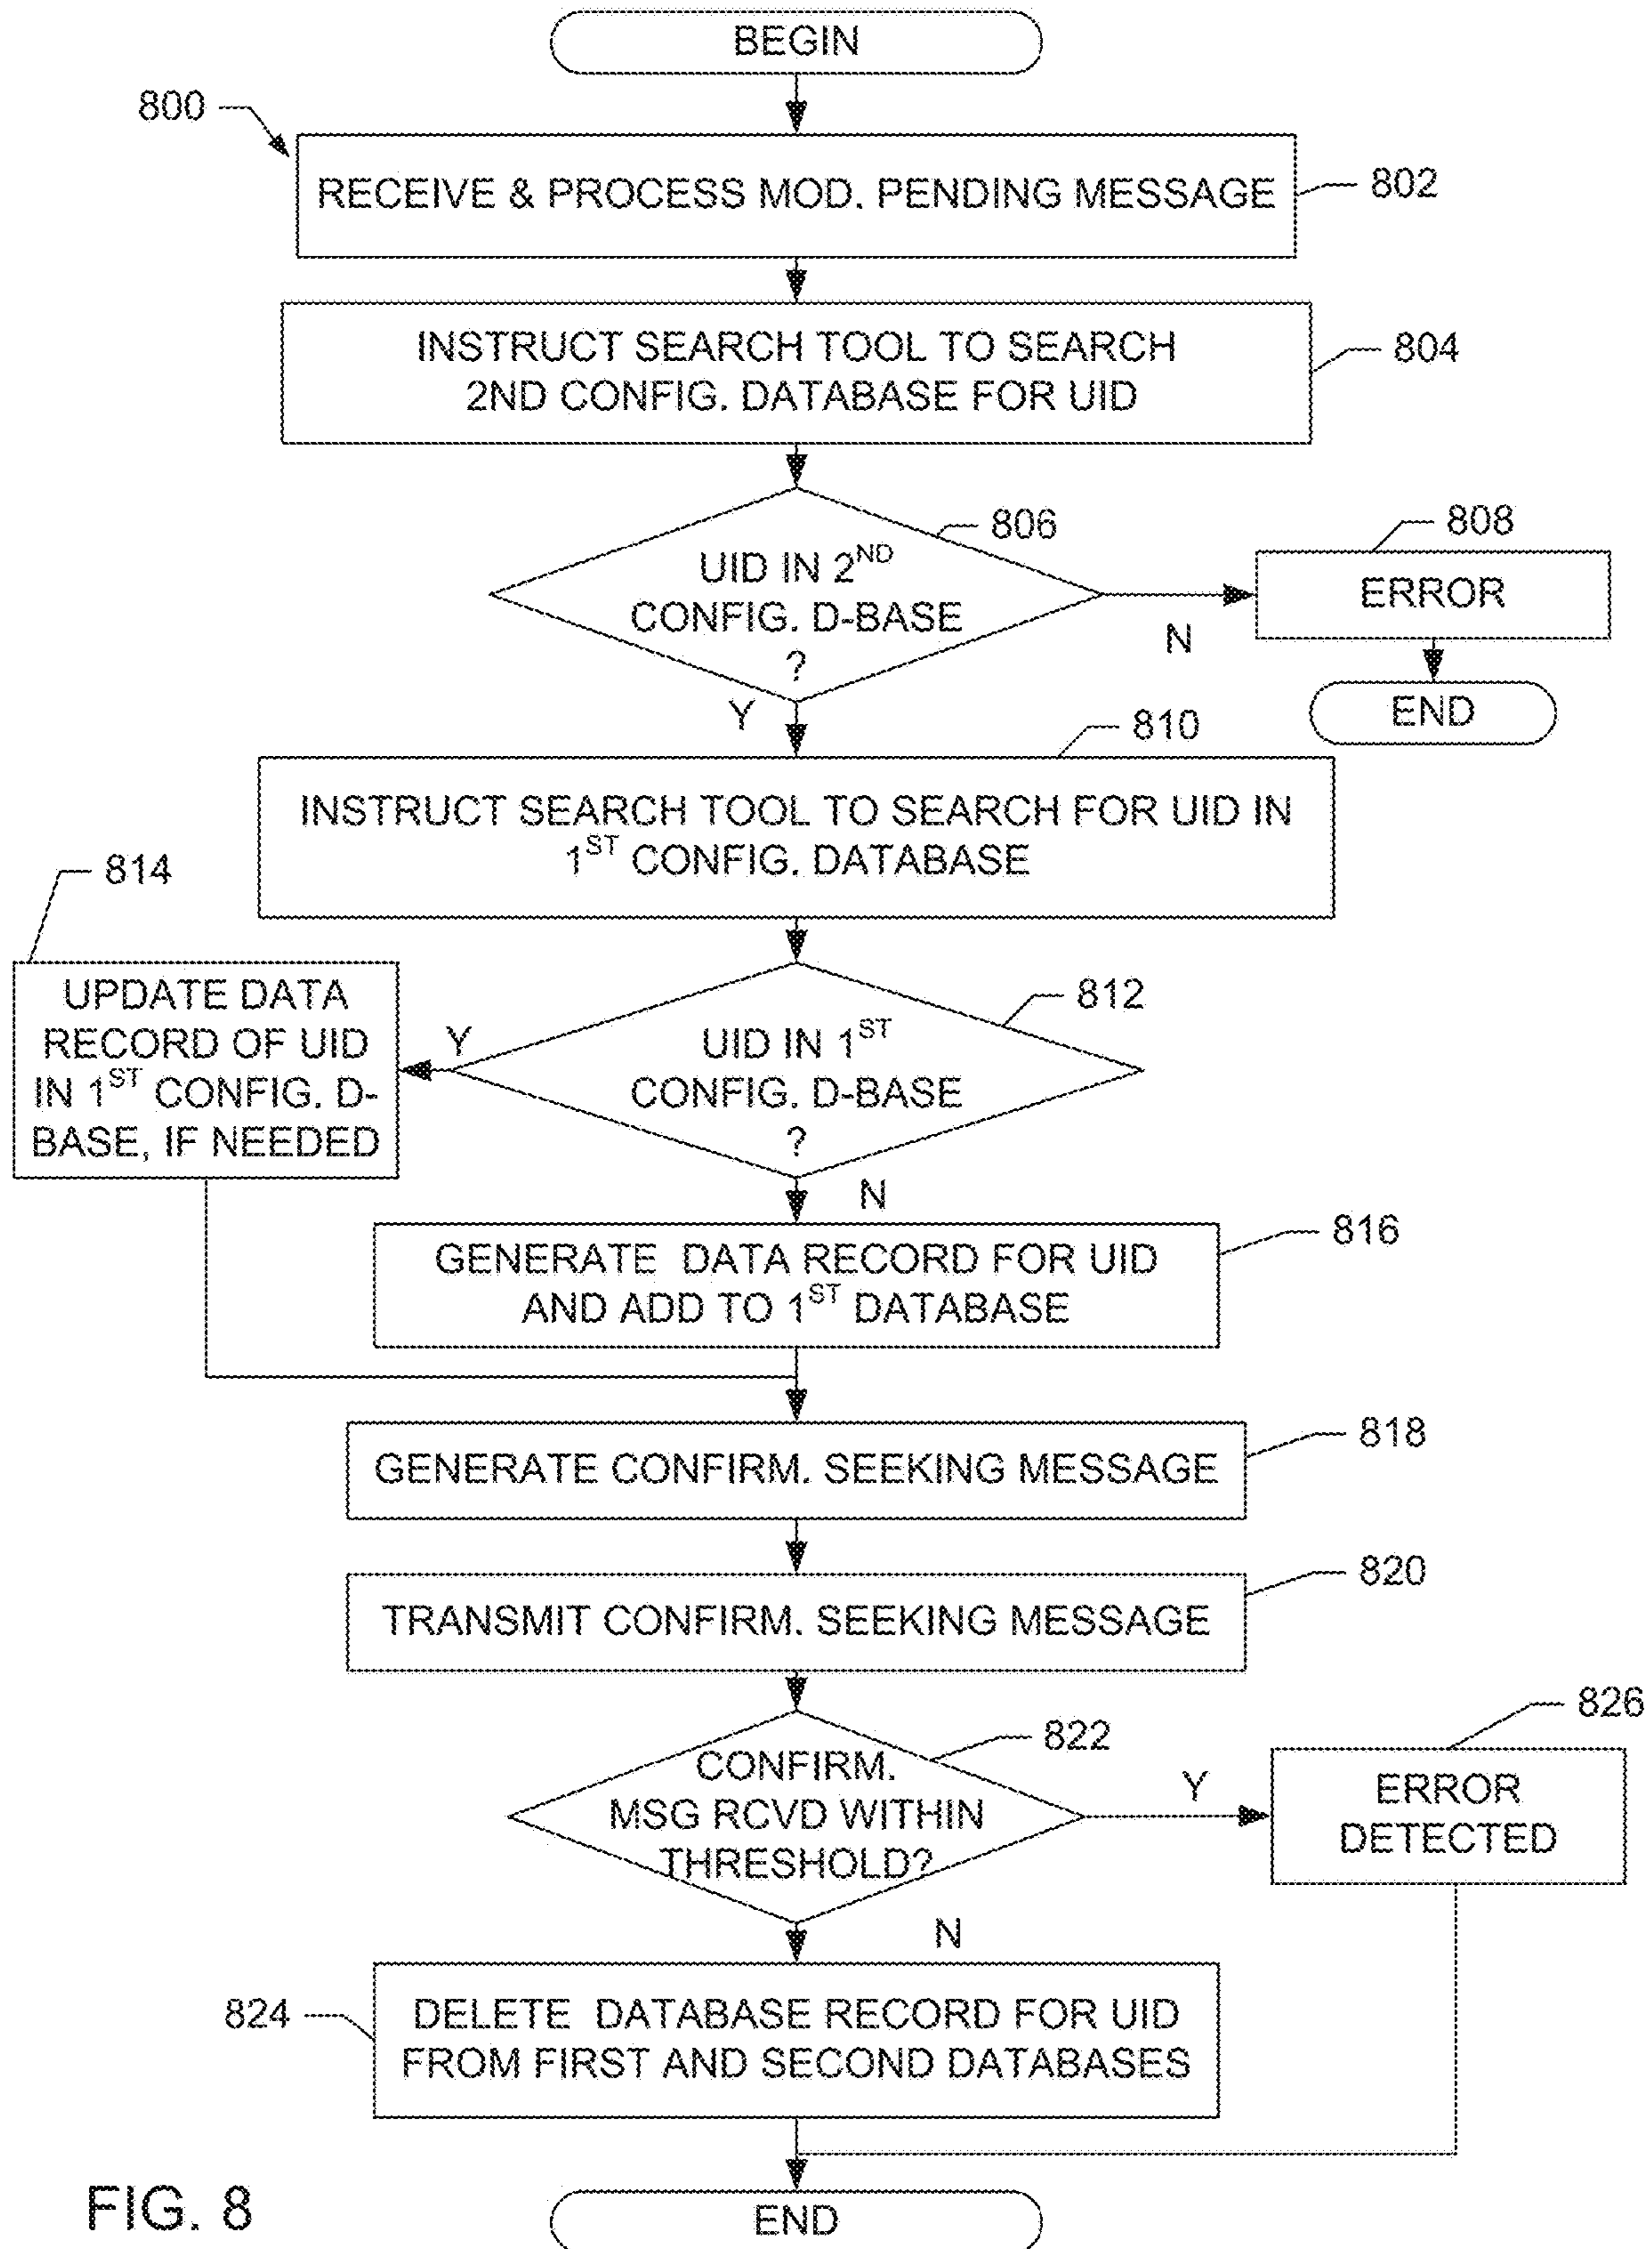 BEGIN
800
RECEIVE & PROCESS MOD. PENDING MESSAGE
802
INSTRUCT SEARCH TOOL TO SEARCH
2ND CONFIG. DATABASE FOR UID
804
UID IN 2ND
CONFIG. D-BASE
?
806
N
808
ERROR
END
Y
810
INSTRUCT SEARCH TOOL TO SEARCH FOR UID IN
1ST CONFIG. DATABASE
814
UPDATE DATA
RECORD OF UID
IN 1ST CONFIG. D-
BASE, IF NEEDED
Y
812
UID IN 1ST
CONFIG. D-BASE
?
N
816
GENERATE DATA RECORD FOR UID
AND ADD TO 1ST DATABASE
818
GENERATE CONFIRM. SEEKING MESSAGE
820
TRANSMIT CONFIRM. SEEKING MESSAGE
822
CONFIRM.
MSG RCVD WITHIN
THRESHOLD?
Y
826
ERROR
DETECTED
N
824
DELETE DATABASE RECORD FOR UID
FROM FIRST AND SECOND DATABASES
END
FIG. 8